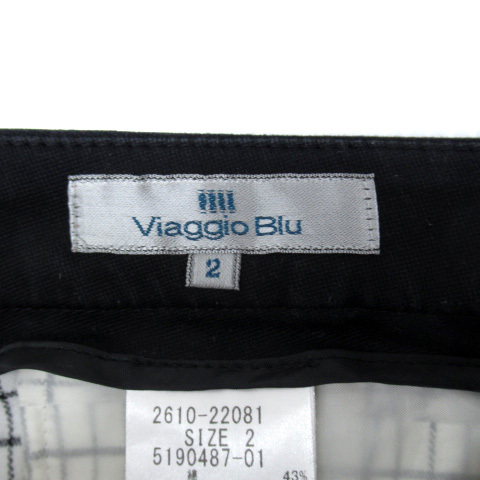 Viaggio Blu
2
2610-22081
SIZE 2
5190487-01
綿 43%